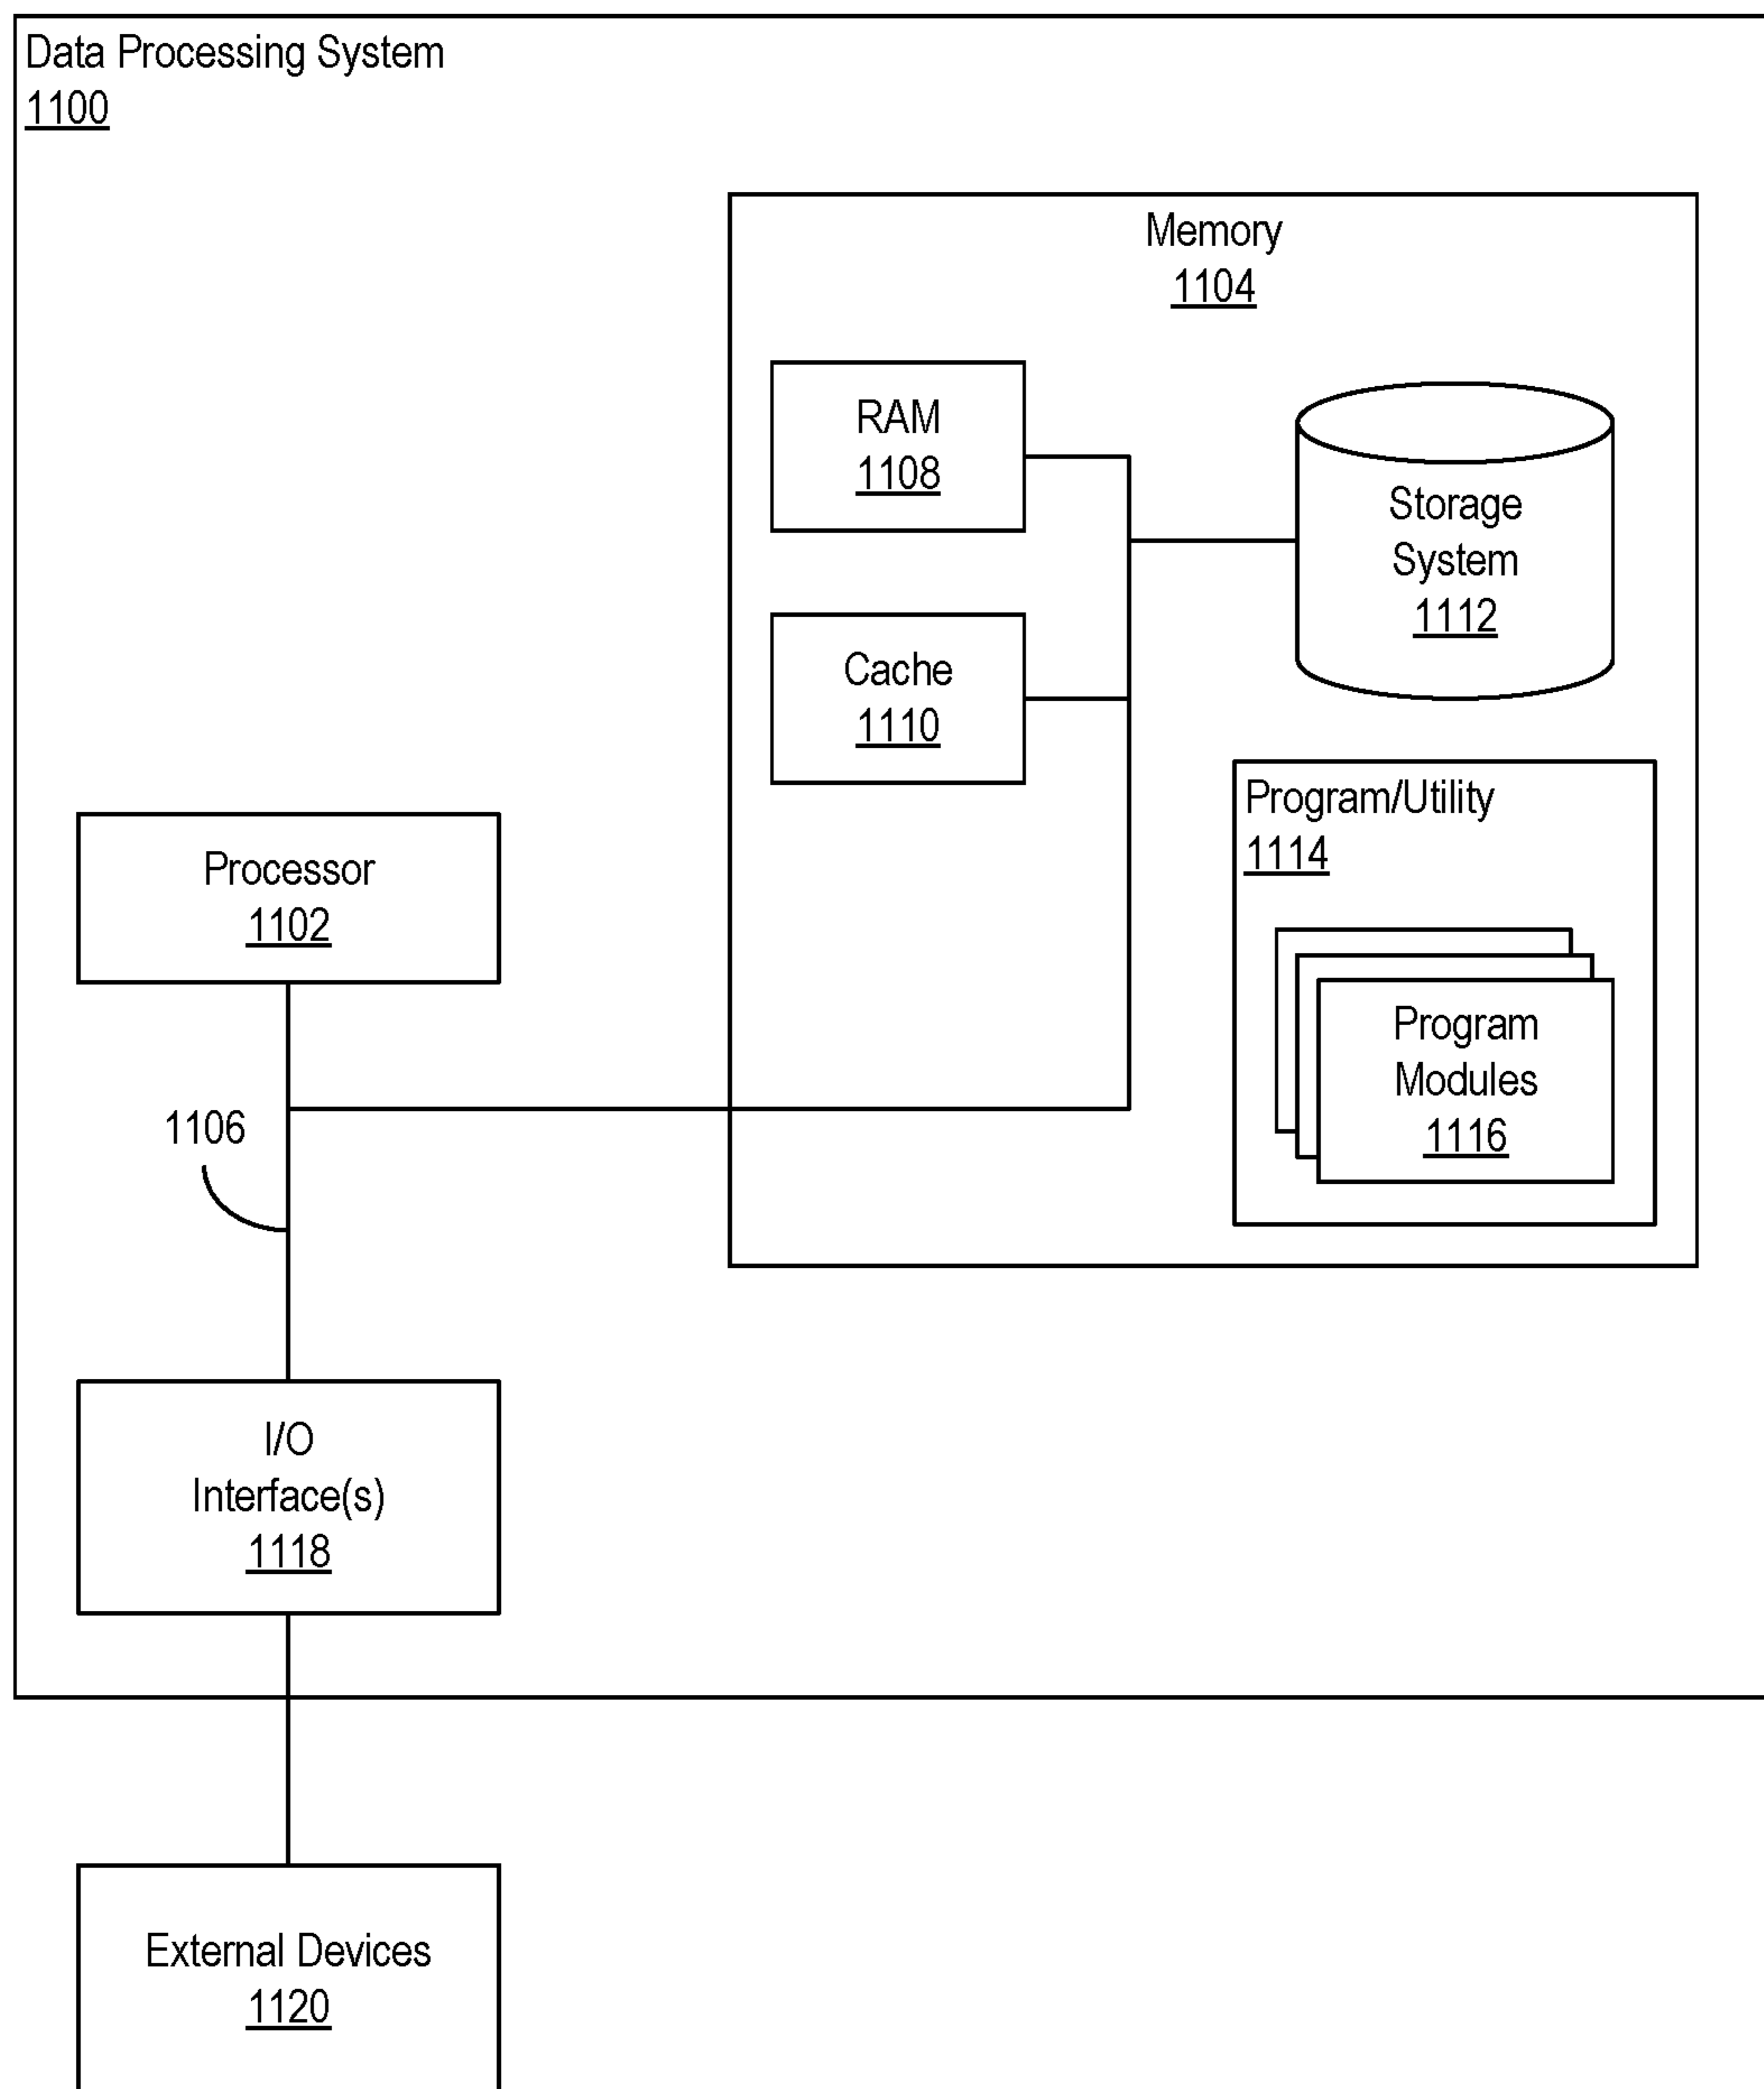 Data Processing System
1100
Memory
1104
RAM
1108
Storage
System
1112
Cache
1110
Program/Utility
1114
Processor
1102
Program
Modules
1116
1106
I/O
Interface(s)
1118
External Devices
1120